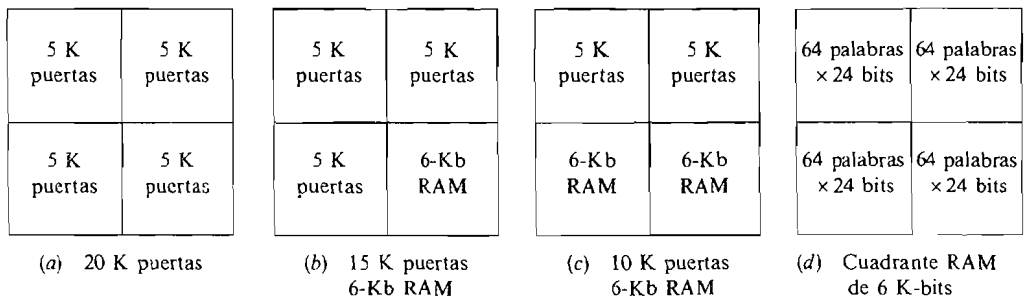 5 K
puertas
5 K
puertas
5 K
puertas
5 K
puertas
(a) 20 K puertas
5 K
puertas
5 K
puertas
5 K
puertas
6-Kb
RAM
(b) 15 K puertas
6-Kb RAM
5 K
puertas
5 K
puertas
6-Kb
RAM
6-Kb
RAM
(c) 10 K puertas
6-Kb RAM
64 palabras
× 24 bits
64 palabras
× 24 bits
64 palabras
× 24 bits
64 palabras
× 24 bits
(d) Cuadrante RAM
de 6 K-bits